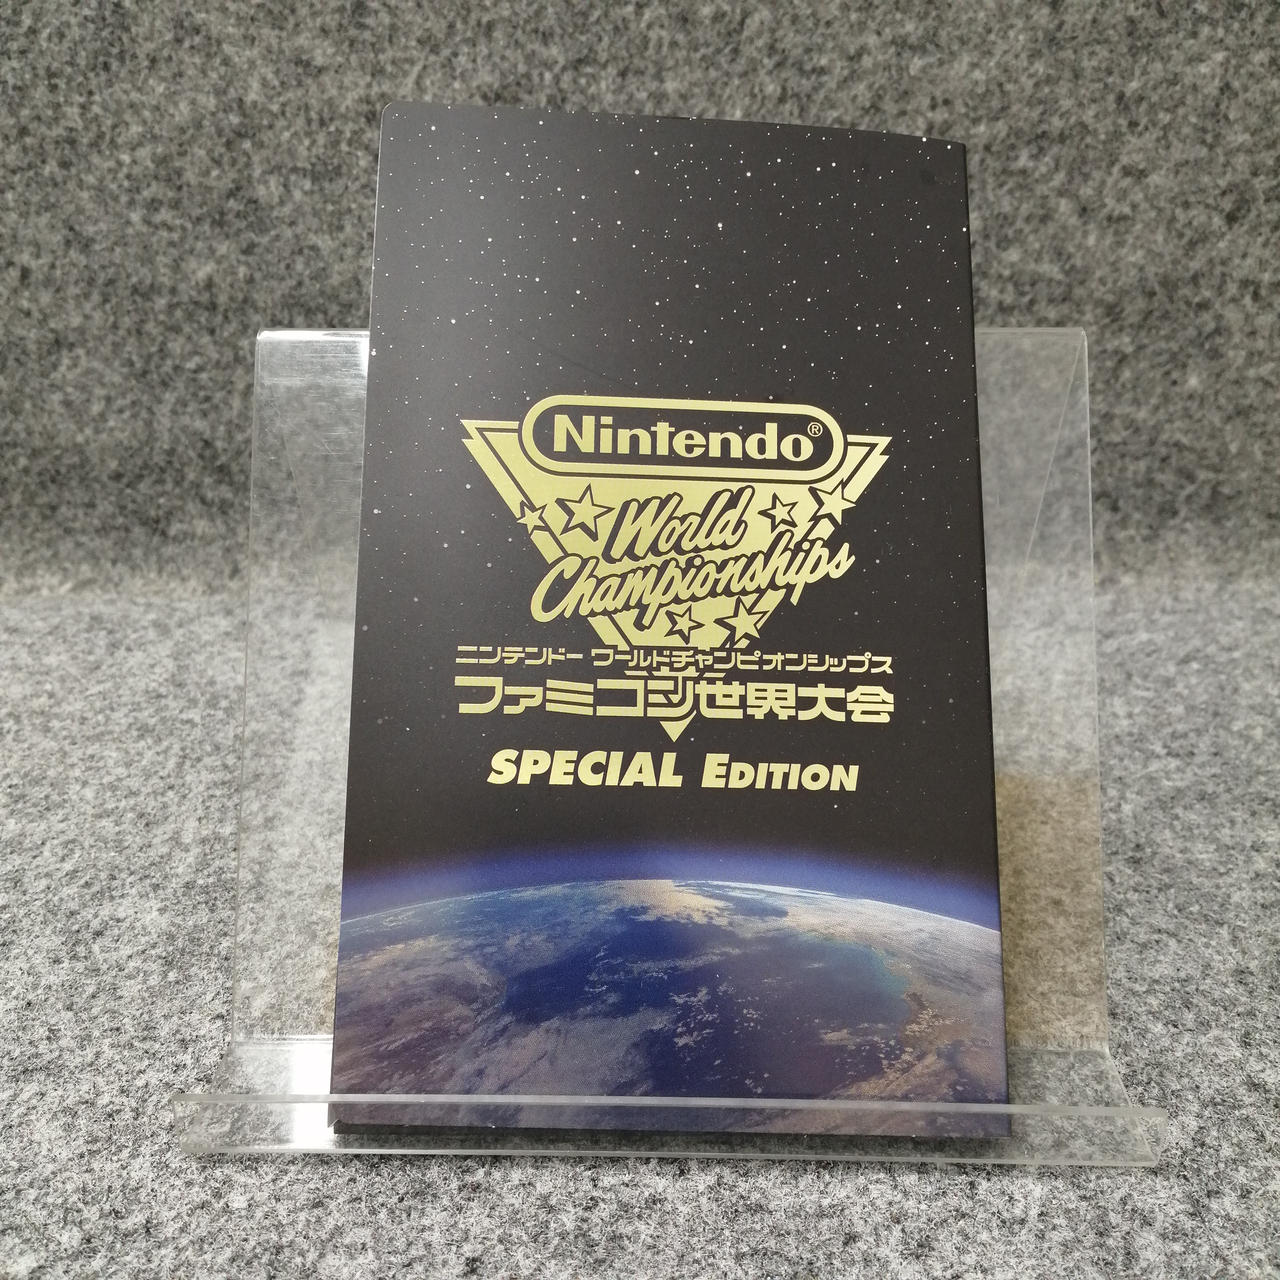 Nintendo®
World
Championships
ニンテンドー ワールドチャンピオンシップス
ファミコン世界大会
SPECIAL EDITION